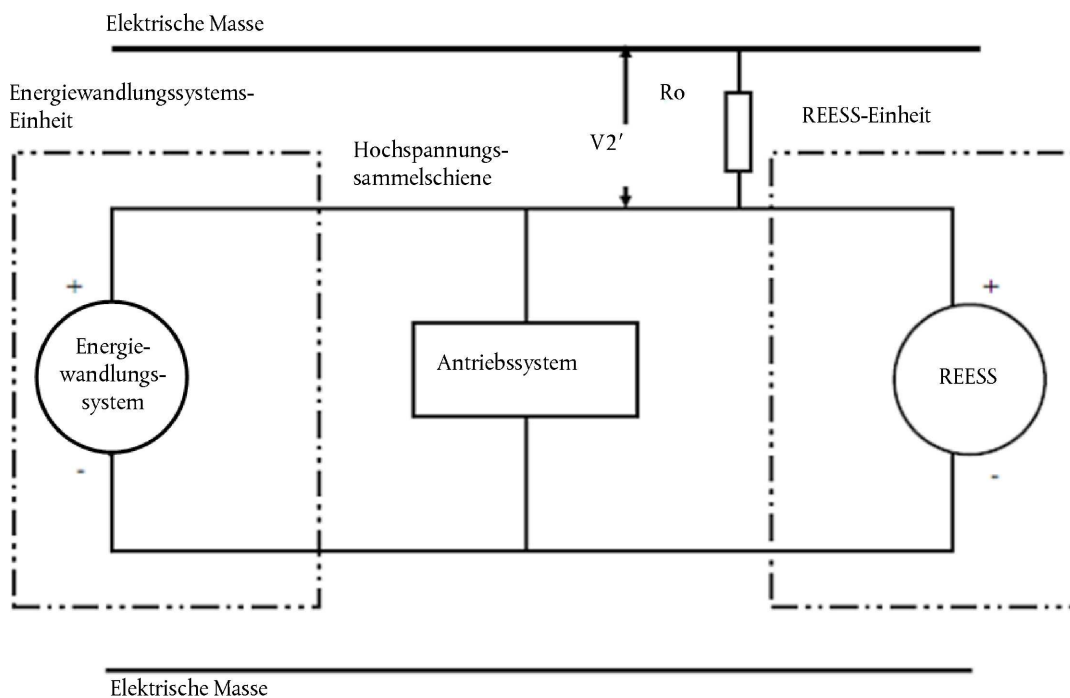 Elektrische Masse
Energiewandlungssystems-
Einheit
Ro
REESS-Einheit
V2′
Hochspannungs-
sammelschiene
+
+
Energie-
wandlungs-
system
Antriebssystem
REESS
-
-
Elektrische Masse